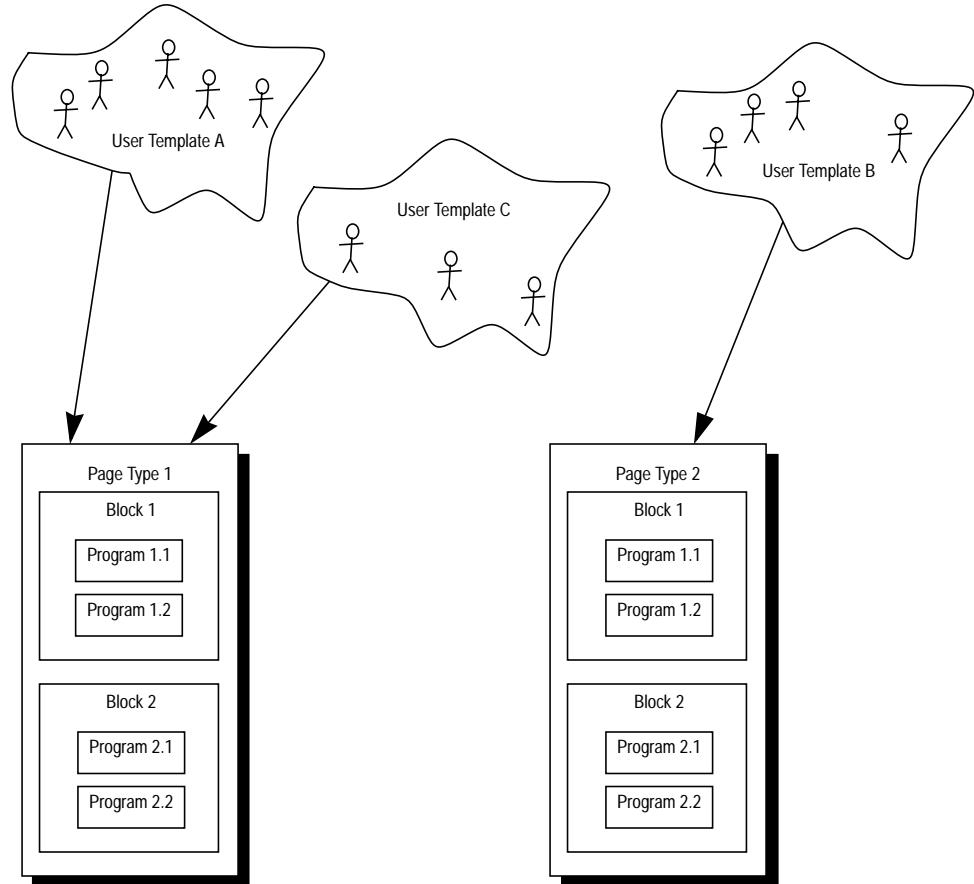 User Template A
User Template C
User Template B
Page Type 1
Block 1
Program 1.1
Program 1.2
Block 2
Program 2.1
Program 2.2
Page Type 2
Block 1
Program 1.1
Program 1.2
Block 2
Program 2.1
Program 2.2